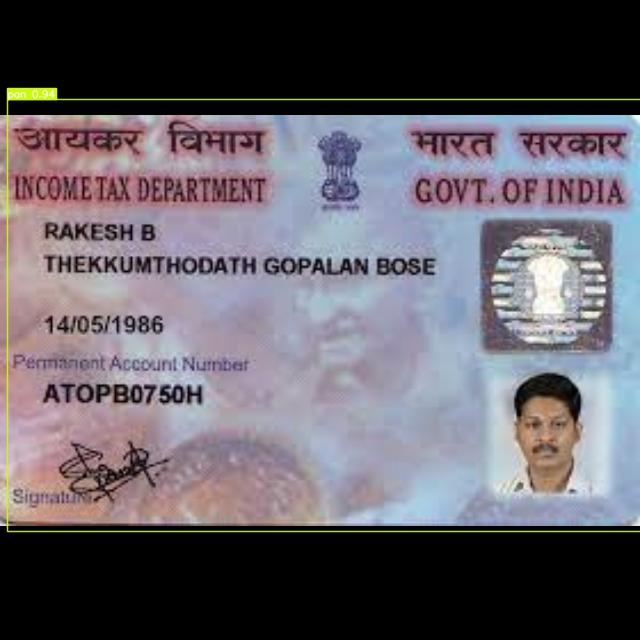 pan 0.94
आयकर विभाग
भारत सरकार
INCOME TAX DEPARTMENT
GOVT. OF INDIA
RAKESH B
THEKKUMTHODATH GOPALAN BOSE
14/05/1986
Permanent Account Number
ATOPB0750H
Signature